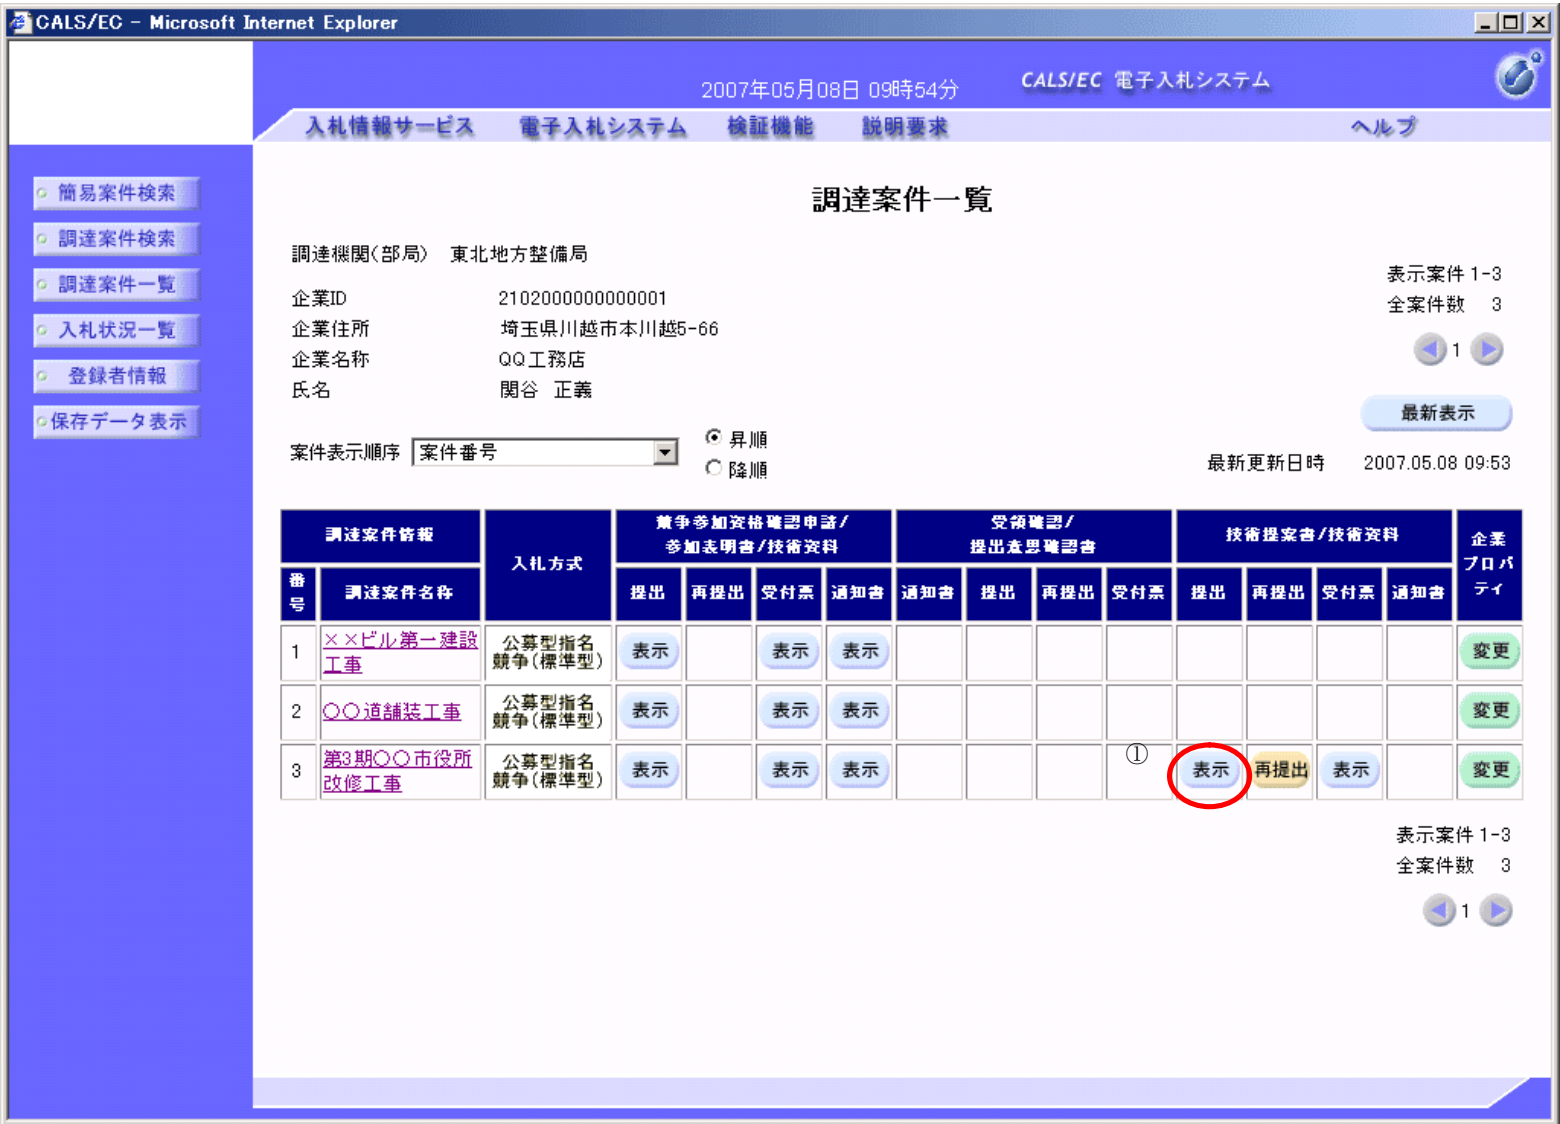 CALS/EC - Microsoft Internet Explorer
2007年05月08日 09時54分
CALS/EC 電子入札システム
入札情報サービス 電子入札システム 検証機能 説明要求 ヘルプ
簡易案件検索
調達案件検索
調達案件一覧
入札状況一覧
登録者情報
保存データ表示
調達案件一覧
調達機関(部局) 東北地方整備局
企業ID 2102000000000001
企業住所 埼玉県川越市本川越5-66
企業名称 QQ工務店
氏名 関谷 正義
表示案件 1-3
全案件数 3
1
最新表示
案件表示順序 案件番号
昇順
降順
最新更新日時 2007.05.08 09:53
調達案件情報
入札方式
競争参加資格確認申請/
参加表明書/技術資料
受領確認/
提出意思確認書
技術提案書/技術資料
企業
プロパ
ティ
番
号
調達案件名称
提出 再提出 受付票 通知書 通知書 提出 再提出 受付票 提出 再提出 受付票 通知書
1 ××ビル第一建設
工事
公募型指名
競争(標準型)
表示 表示 表示 変更
2 〇〇道舗装工事
公募型指名
競争(標準型)
表示 表示 表示 変更
3 第3期〇〇市役所
改修工事
公募型指名
競争(標準型)
表示 表示 表示 ① 表示 再提出 表示 変更
表示案件 1-3
全案件数 3
1